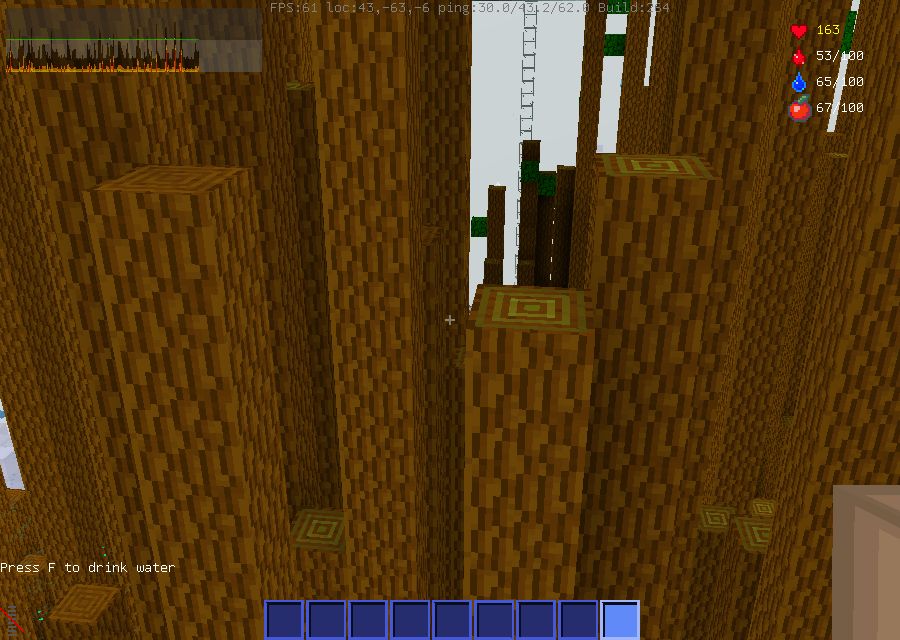 FPS:61 loc:43,-63,-6 ping:30.0/43.2/62.0 Build:264
163
53/100
65/100
67/100
Press F to drink water